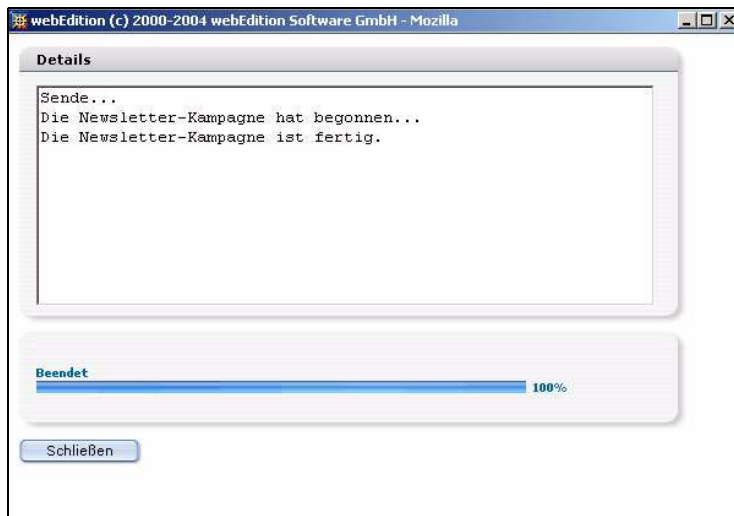 webEdition (c) 2000-2004 webEdition Software GmbH - Mozilla
Details
Sende...
Die Newsletter-Kampagne hat begonnen...
Die Newsletter-Kampagne ist fertig.
Beendet
100%
Schließen